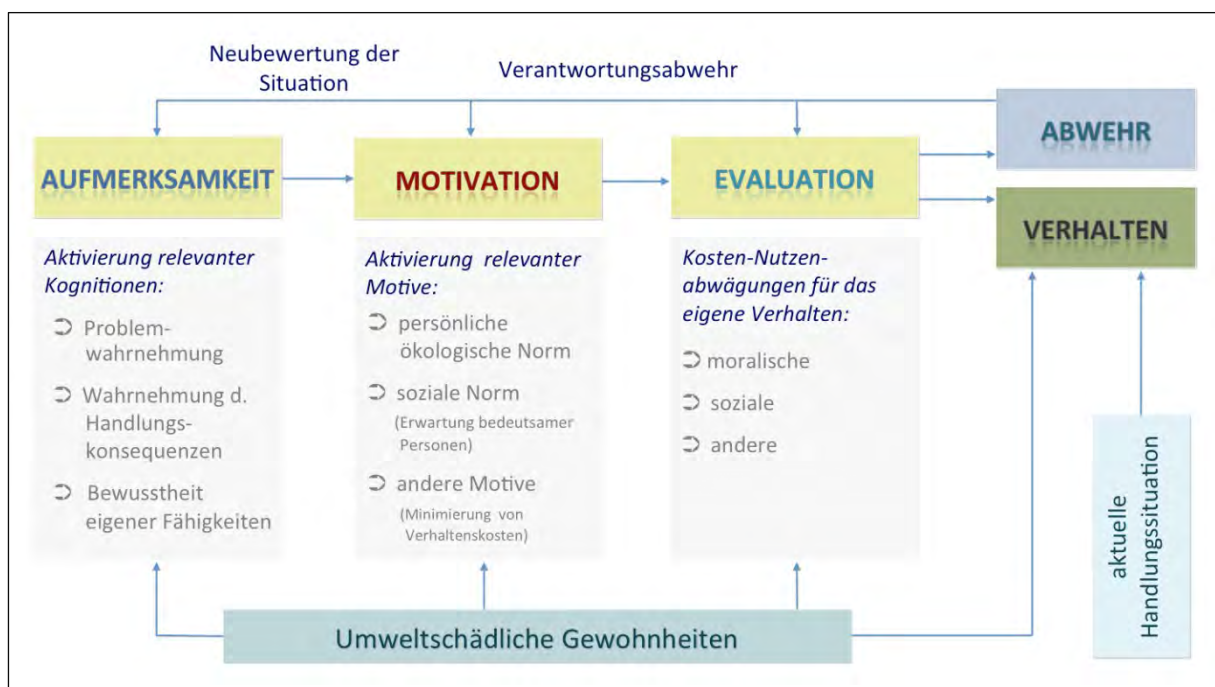 Neubewertung der
Situation
Verantwortungsabwehr
ABWEHR
AUFMERKSAMKEIT
MOTIVATION
EVALUATION
VERHALTEN
Aktivierung relevanter
Kognitionen:
➲ Problem-
wahrnehmung
➲ Wahrnehmung d.
Handlungs-
konsequenzen
➲ Bewusstheit
eigener Fähigkeiten
Aktivierung relevanter
Motive:
➲ persönliche
ökologische Norm
➲ soziale Norm
(Erwartung bedeutsamer
Personen)
➲ andere Motive
(Minimierung von
Verhaltenskosten)
Kosten-Nutzen-
abwägungen für das
eigene Verhalten:
➲ moralische
➲ soziale
➲ andere
aktuelle
Handlungssituation
Umweltschädliche Gewohnheiten